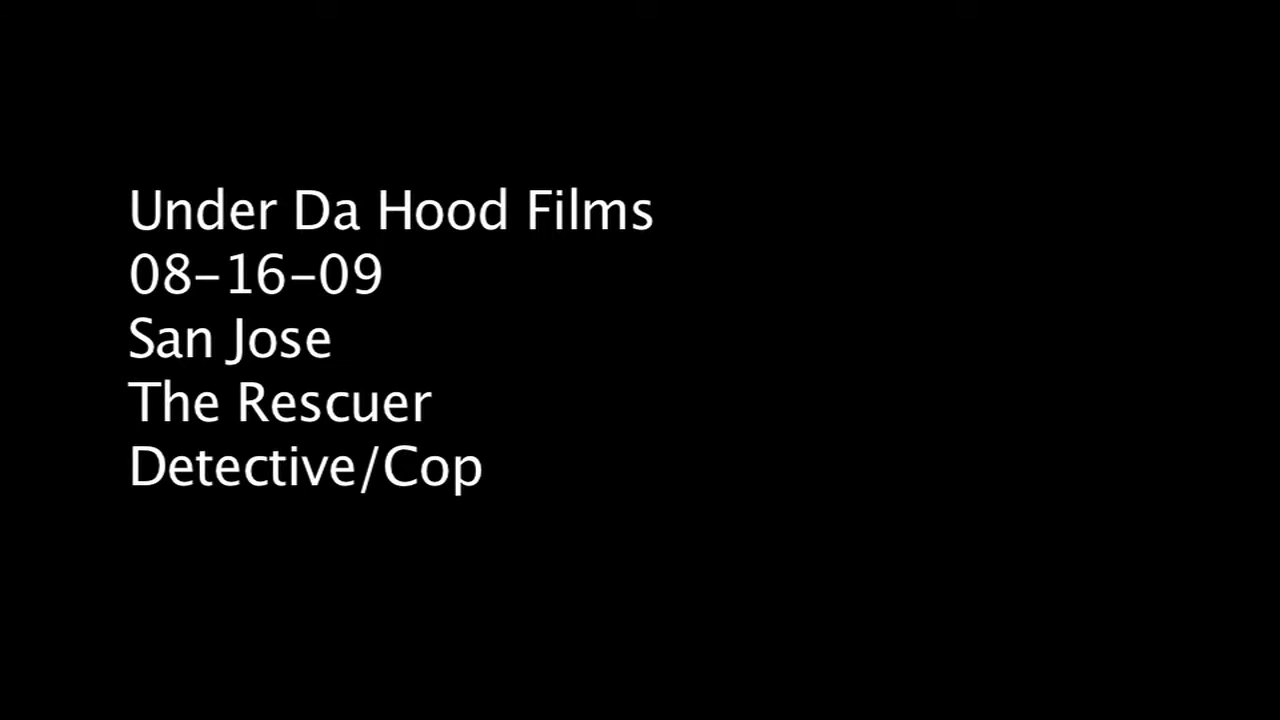 Under Da Hood Films
08-16-09
San Jose
The Rescuer
Detective/Cop